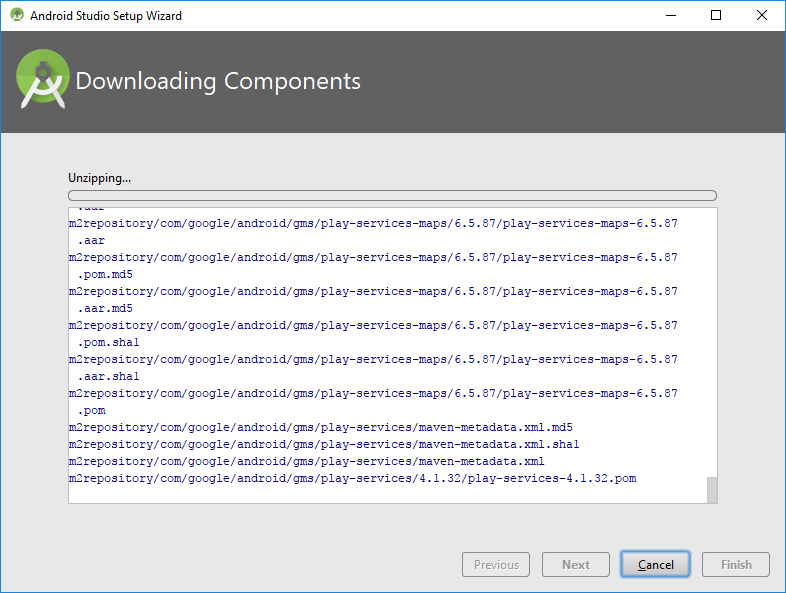 Android Studio Setup Wizard
Downloading Components
Unzipping...
.aar
m2repository/com/google/android/gms/play-services-maps/6.5.87/play-services-maps-6.5.87
.aar
m2repository/com/google/android/gms/play-services-maps/6.5.87/play-services-maps-6.5.87
.pom.md5
m2repository/com/google/android/gms/play-services-maps/6.5.87/play-services-maps-6.5.87
.aar.md5
m2repository/com/google/android/gms/play-services-maps/6.5.87/play-services-maps-6.5.87
.pom.sha1
m2repository/com/google/android/gms/play-services-maps/6.5.87/play-services-maps-6.5.87
.aar.sha1
m2repository/com/google/android/gms/play-services-maps/6.5.87/play-services-maps-6.5.87
.pom
m2repository/com/google/android/gms/play-services/maven-metadata.xml.md5
m2repository/com/google/android/gms/play-services/maven-metadata.xml.sha1
m2repository/com/google/android/gms/play-services/maven-metadata.xml
m2repository/com/google/android/gms/play-services/4.1.32/play-services-4.1.32.pom
Previous Next Cancel Finish